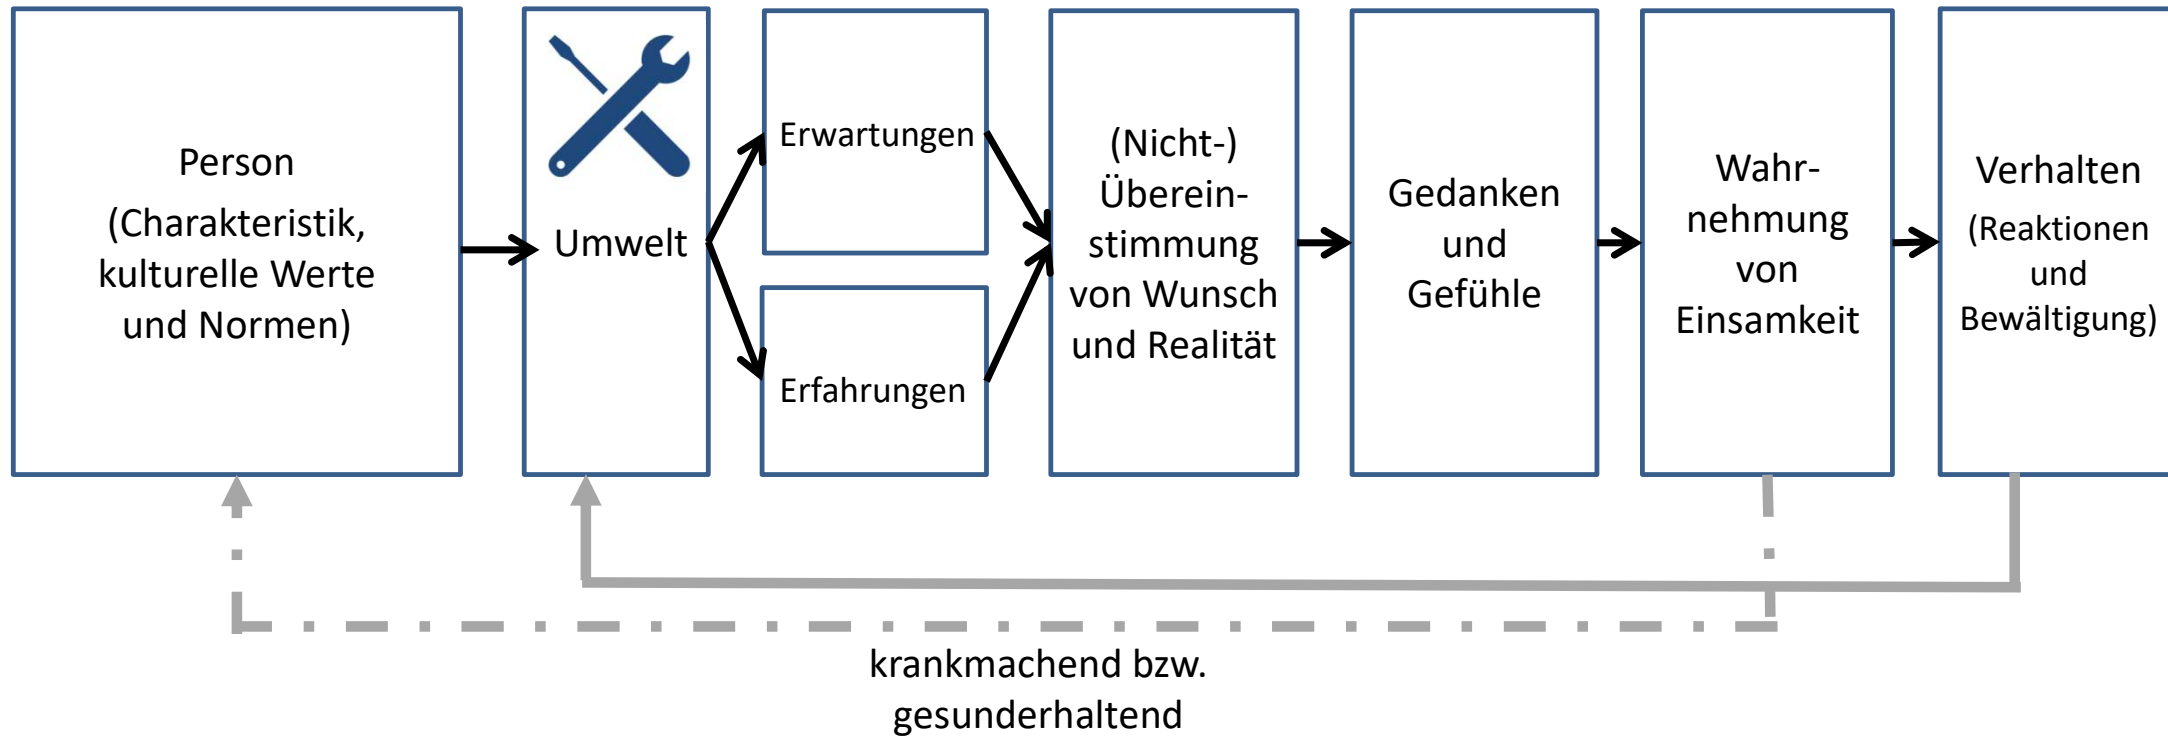 Person
(Charakteristik,
kulturelle Werte
und Normen)
Umwelt
Erwartungen
Erfahrungen
(Nicht-)
Überein-
stimmung
von Wunsch
und Realität
Gedanken
und
Gefühle
Wahr-
nehmung
von
Einsamkeit
Verhalten
(Reaktionen
und
Bewältigung)
krankmachend bzw.
gesunderhaltend